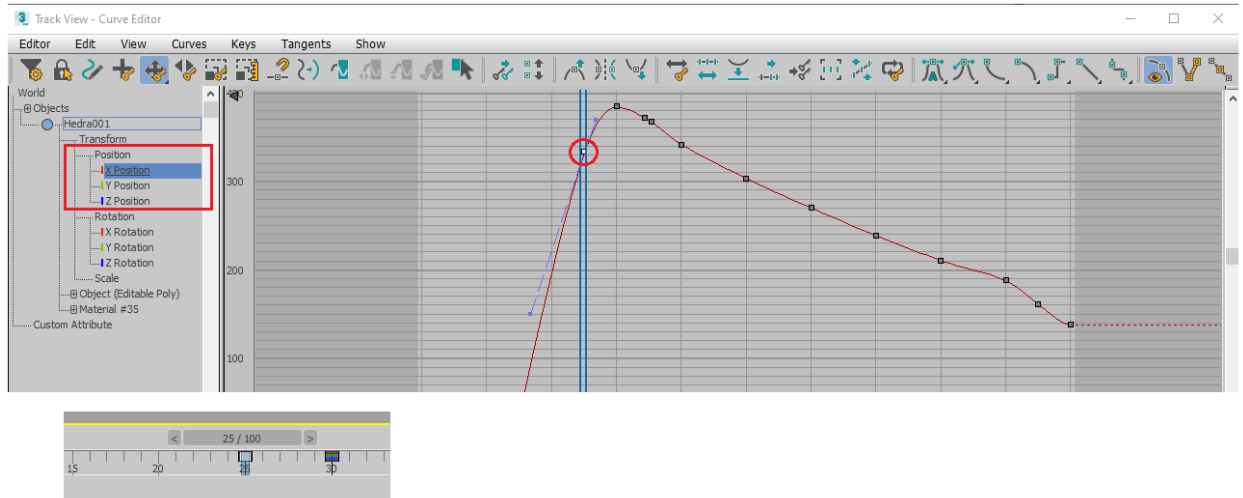 3 Track View - Curve Editor
Editor Edit View Curves Keys Tangents Show
World
Objects
Hedra001
Transform
Position
X Position
Y Position
Z Position
Rotation
X Rotation
Y Rotation
Z Rotation
Scale
Object (Editable Poly)
Material #35
Custom Attribute
400
300
200
100
< 25 / 100 >
15 20 25 30